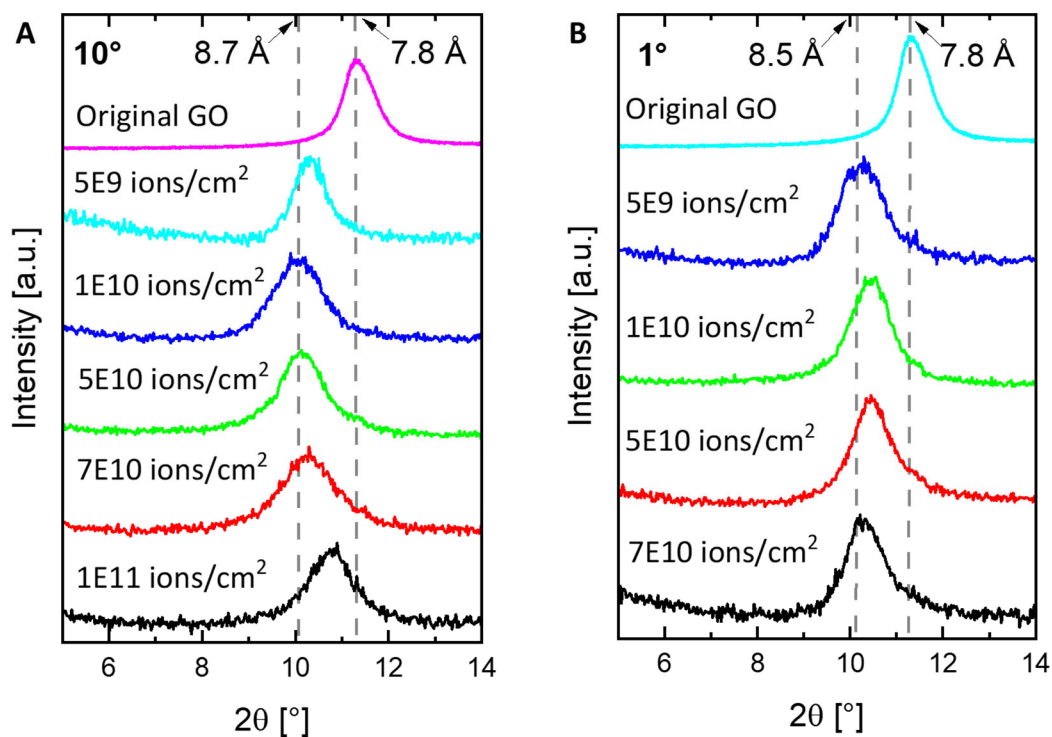 A
10°
8.7 Å
7.8 Å
Original GO
5E9 ions/cm²
1E10 ions/cm²
5E10 ions/cm²
7E10 ions/cm²
1E11 ions/cm²
Intensity [a.u.]
6 8 10 12 14
2θ [°]
B
1°
8.5 Å
7.8 Å
Original GO
5E9 ions/cm²
1E10 ions/cm²
5E10 ions/cm²
7E10 ions/cm²
Intensity [a.u.]
6 8 10 12 14
2θ [°]